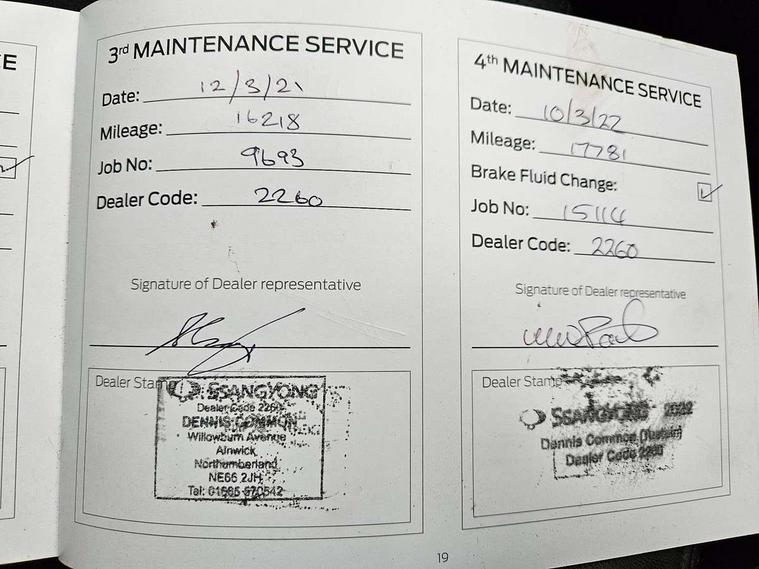 E
3rd MAINTENANCE SERVICE
Date: 12/3/21
Mileage: 16218
Job No: 9693
Dealer Code: 2260
Signature of Dealer representative
Dealer Stamp
SSANGYONG
Dealer Code 2260
DENNIS COMMON
Willowburn Avenue
Alnwick
Northumberland
NE66 2JH
Tel: 01665
4th MAINTENANCE SERVICE
Date: 10/3/22
Mileage: 17781
Brake Fluid Change: ✓
Job No: 15114
Dealer Code: 2260
Signature of Dealer representative
Dealer Stamp
SSANGYONG 2022
Dennis Common
Dealer Code 2260
19